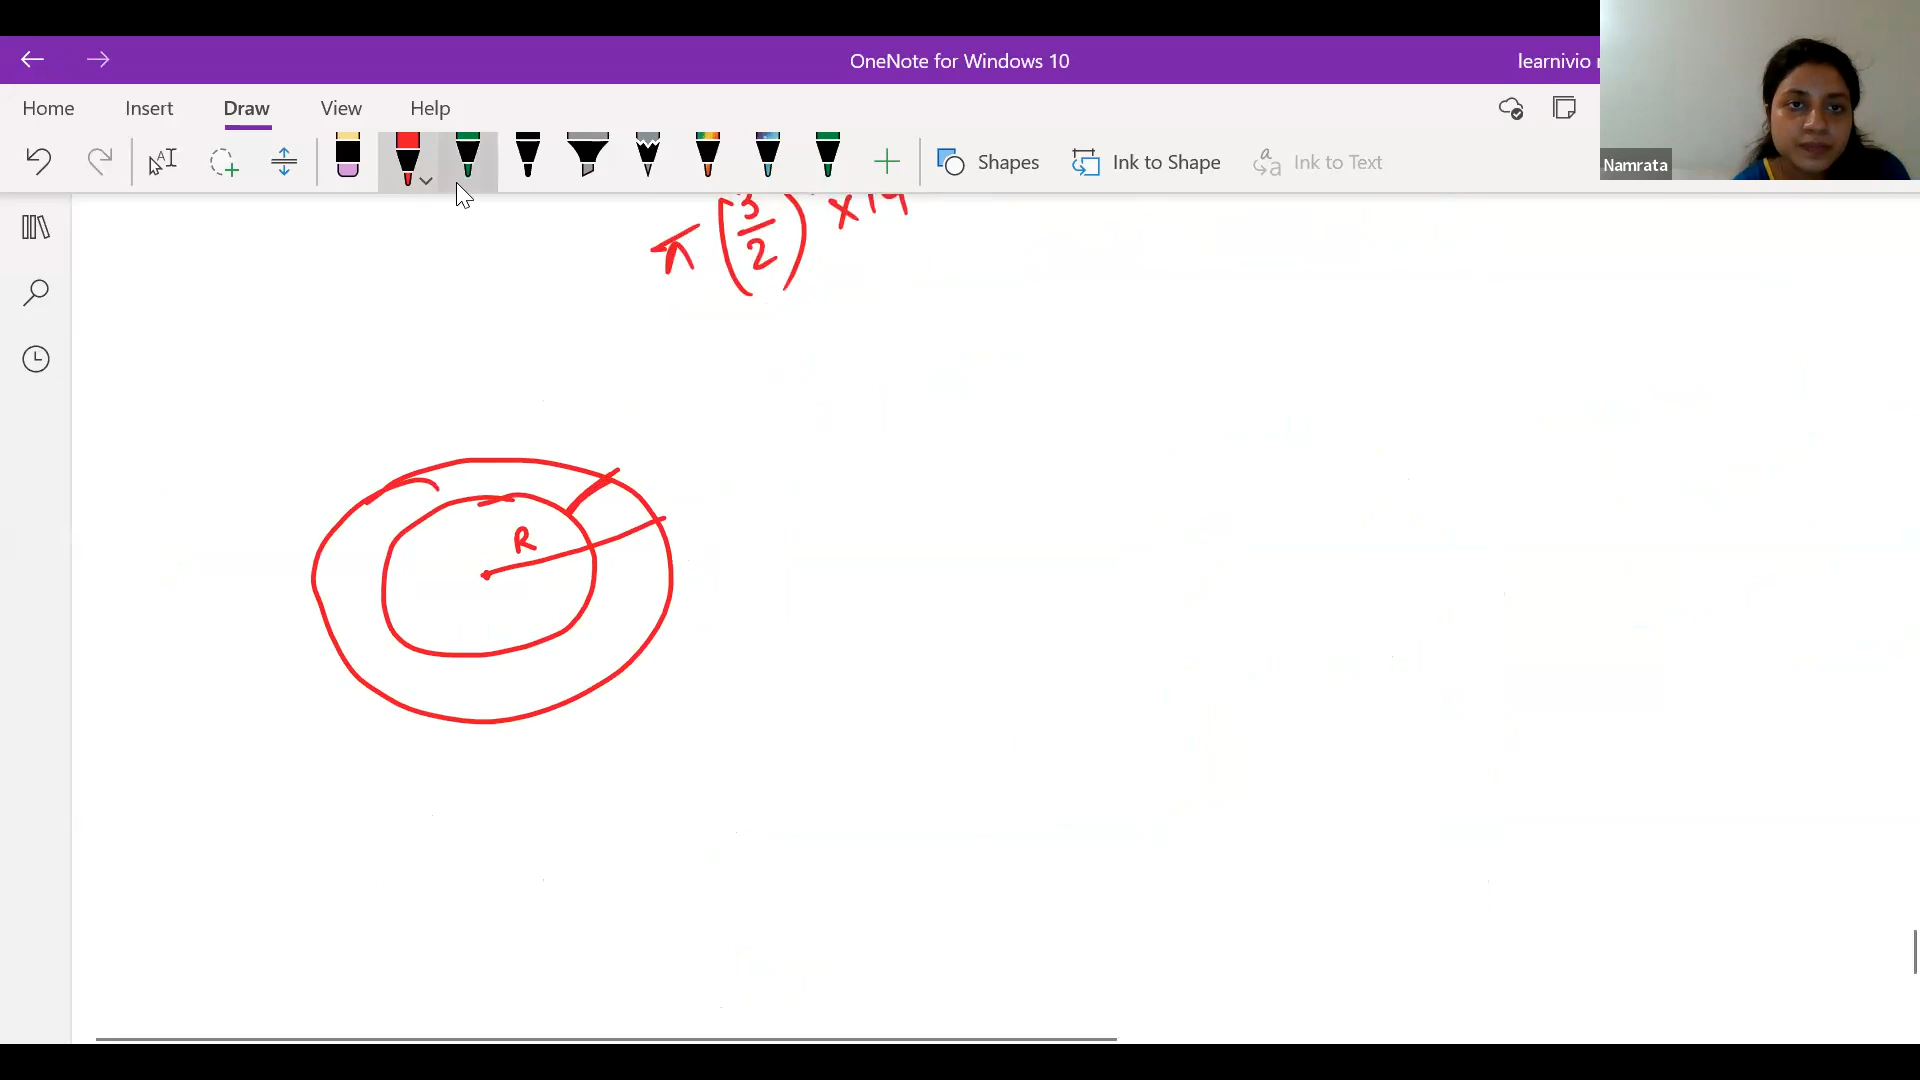 OneNote for Windows 10
learnivio
Home Insert Draw View Help
Shapes Ink to Shape Ink to Text
Namrata
π (3/2) × 14
R